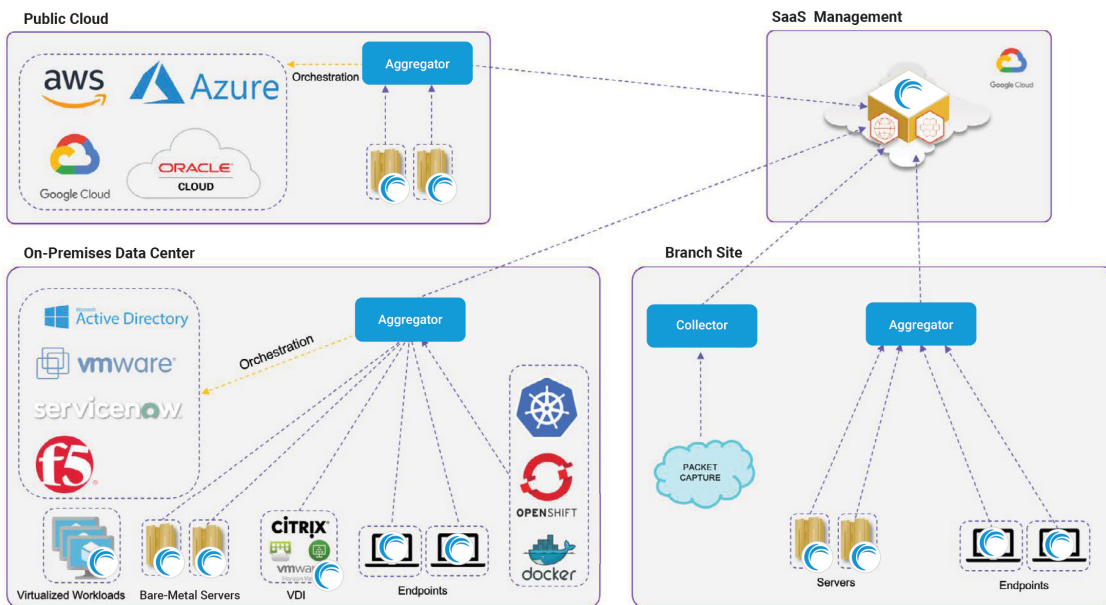 Public Cloud
aws
Azure
Google Cloud
ORACLE
CLOUD
Orchestration
Aggregator
SaaS Management
Google Cloud
On-Premises Data Center
Microsoft
Active Directory
vmware
servicenow
f5
Orchestration
Aggregator
OPENSHIFT
docker
CİTRIX
vmware
Virtualized Workloads
Bare-Metal Servers
VDI
Endpoints
Branch Site
Collector
Aggregator
PACKET
CAPTURE
Servers
Endpoints